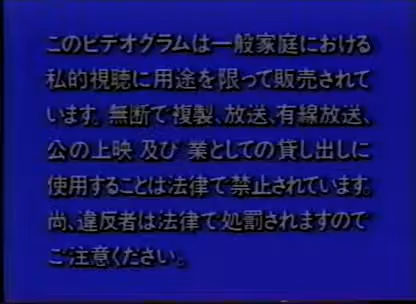 このビデオグラムは一般家庭における
私的視聴に用途を限って販売されて
います。無断で複製、放送、有線放送、
公の上映 及び 業としての貸し出しに
使用することは法律で禁止されています。
尚、違反者は法律で処罰されますので
ご注意ください。